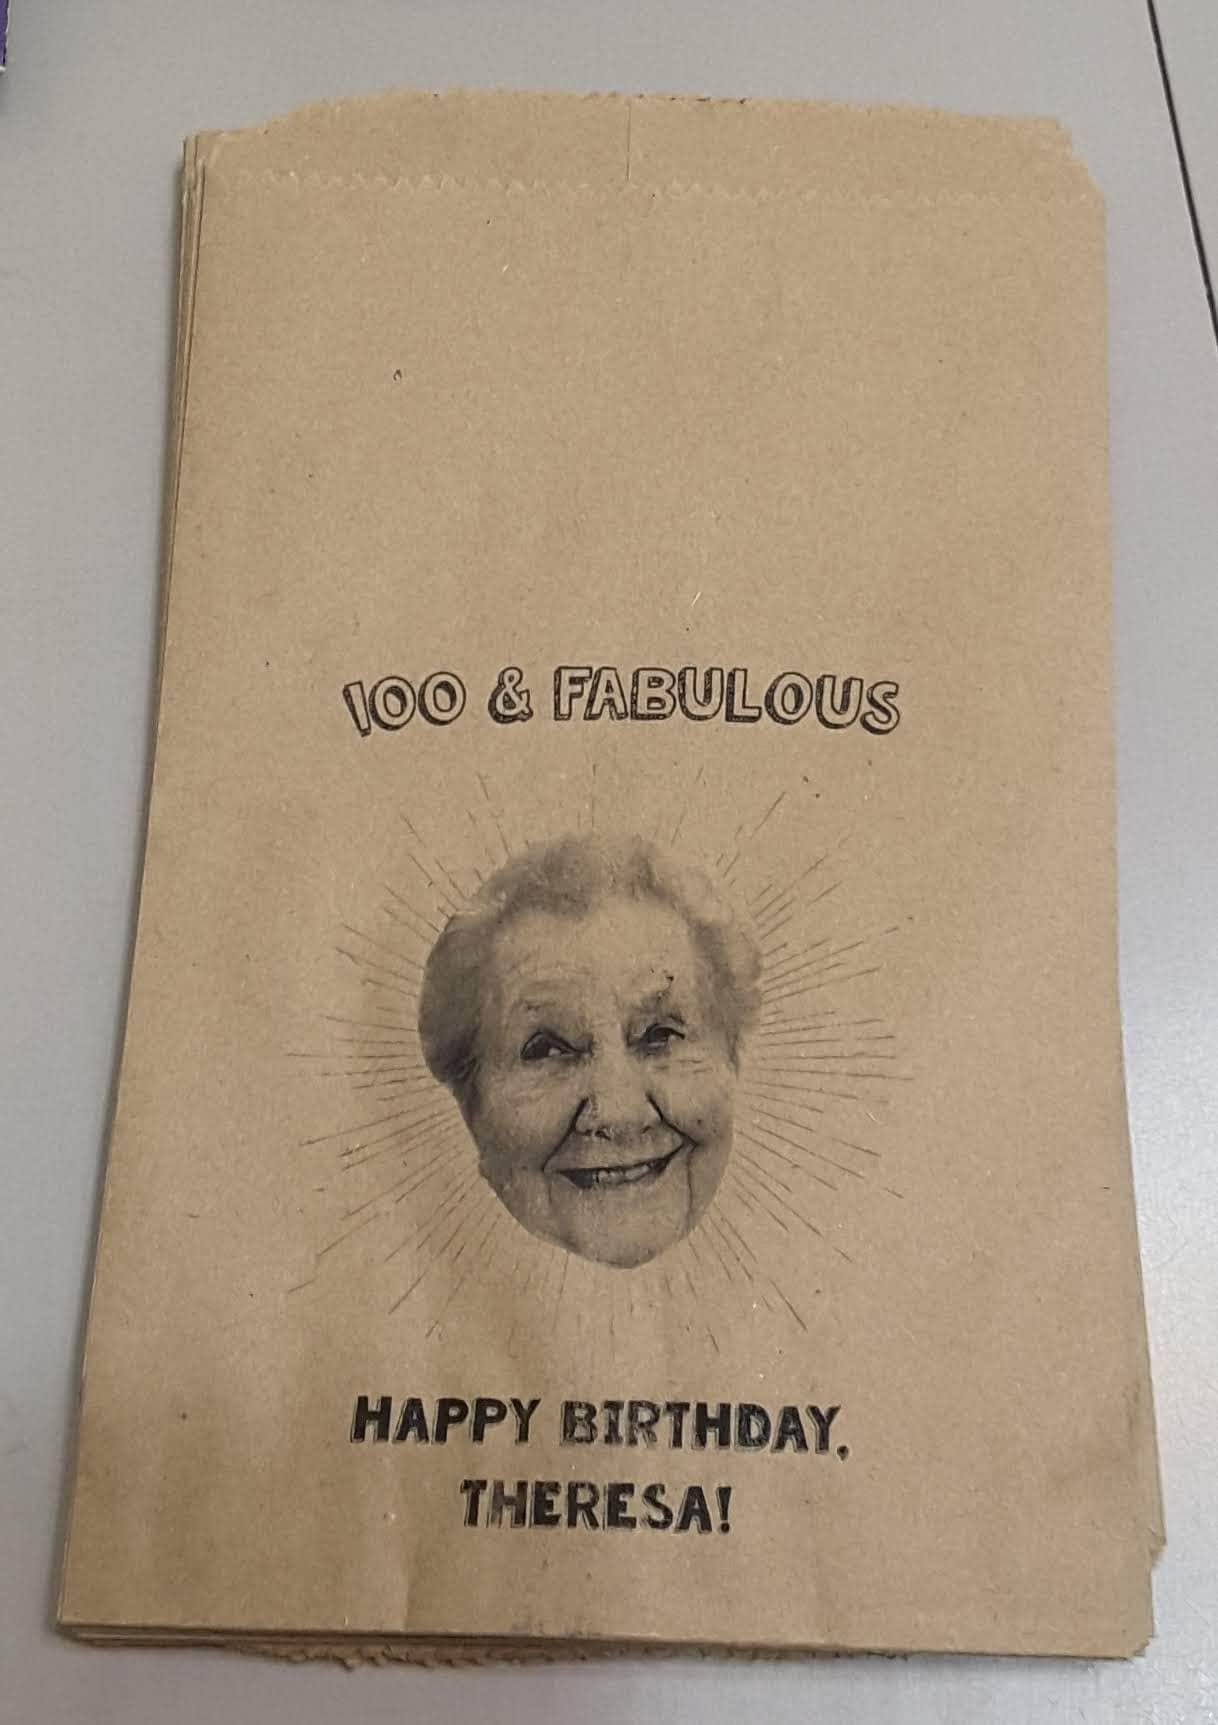 100 & FABULOUS
HAPPY BIRTHDAY,
THERESA!